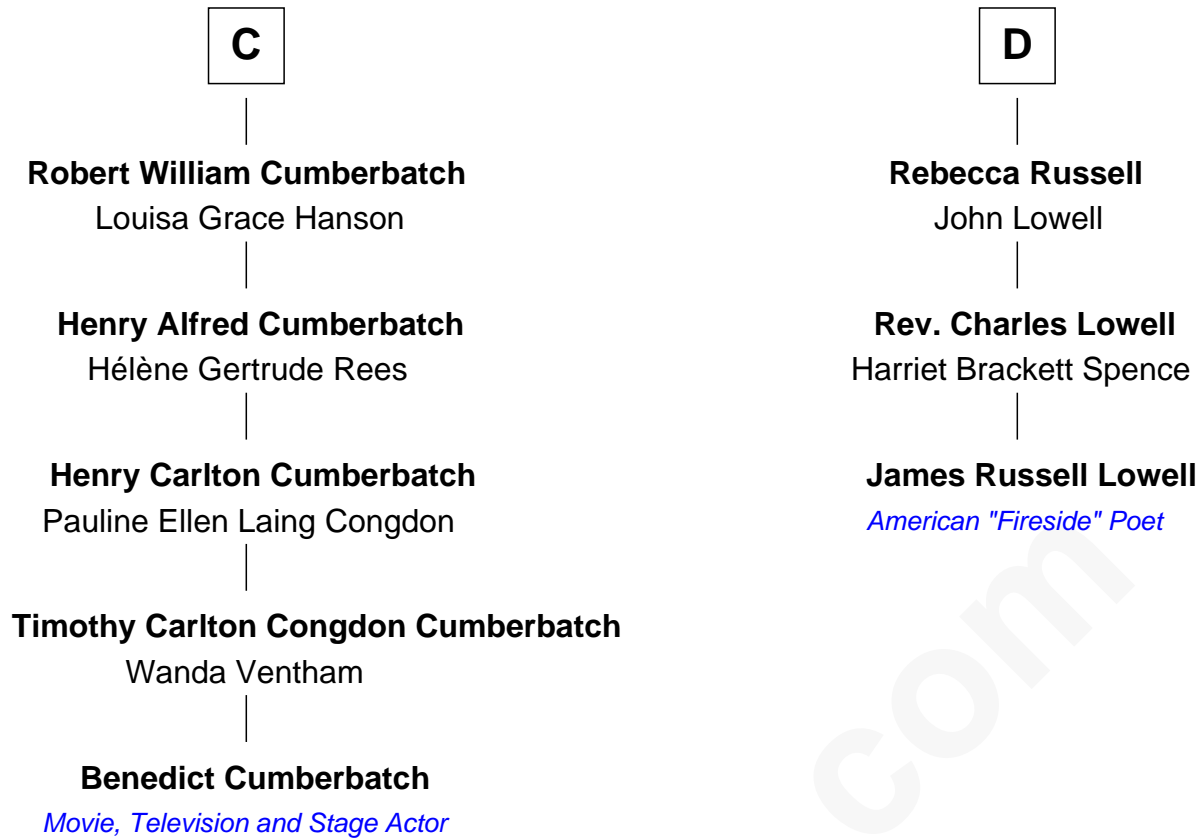 C
Robert William Cumberbatch
Louisa Grace Hanson
Henry Alfred Cumberbatch
Hélène Gertrude Rees
Henry Carlton Cumberbatch
Pauline Ellen Laing Congdon
Timothy Carlton Congdon Cumberbatch
Wanda Ventham
Benedict Cumberbatch
Movie, Television and Stage Actor
D
Rebecca Russell
John Lowell
Rev. Charles Lowell
Harriet Brackett Spence
James Russell Lowell
American "Fireside" Poet
com